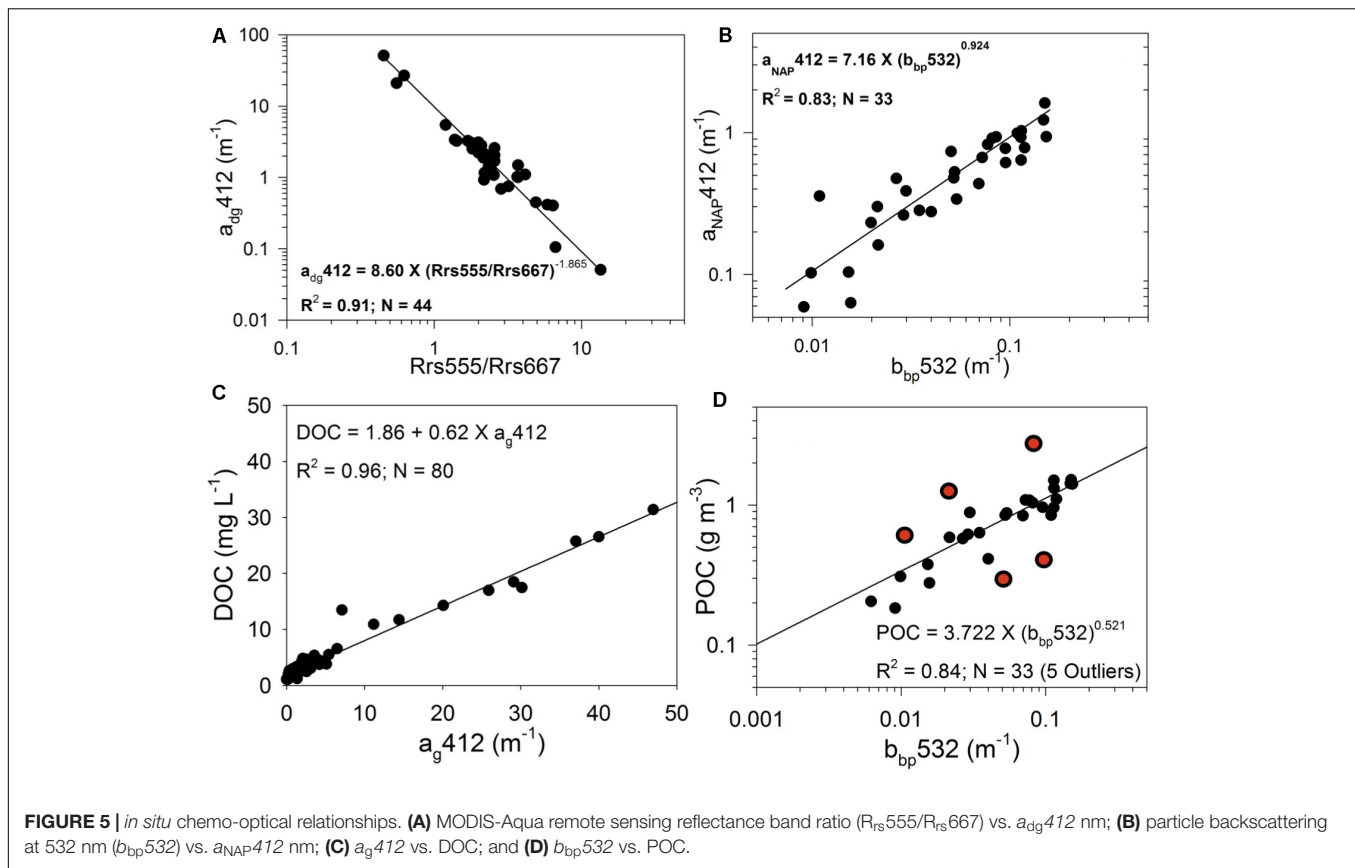 A
100
10
1
0.1
0.01
a_dg412 (m⁻¹)
a_dg412 = 8.60 X (Rrs555/Rrs667)^-1.865
R² = 0.91; N = 44
0.1
1
10
Rrs555/Rrs667
B
a_NAP412 = 7.16 X (b_bp532)^0.924
R² = 0.83; N = 33
1
0.1
a_NAP412 (m⁻¹)
0.01
0.1
b_bp532 (m⁻¹)
C
50
40
30
20
10
0
DOC (mg L⁻¹)
DOC = 1.86 + 0.62 X a_g412
R² = 0.96; N = 80
0
10
20
30
40
50
a_g412 (m⁻¹)
D
1
0.1
POC (g m⁻³)
POC = 3.722 X (b_bp532)^0.521
R² = 0.84; N = 33 (5 Outliers)
0.001
0.01
0.1
b_bp532 (m⁻¹)
FIGURE 5 | in situ chemo-optical relationships. (A) MODIS-Aqua remote sensing reflectance band ratio (R_rs555/R_rs667) vs. a_dg412 nm; (B) particle backscattering
at 532 nm (b_bp532) vs. a_NAP412 nm; (C) a_g412 vs. DOC; and (D) b_bp532 vs. POC.